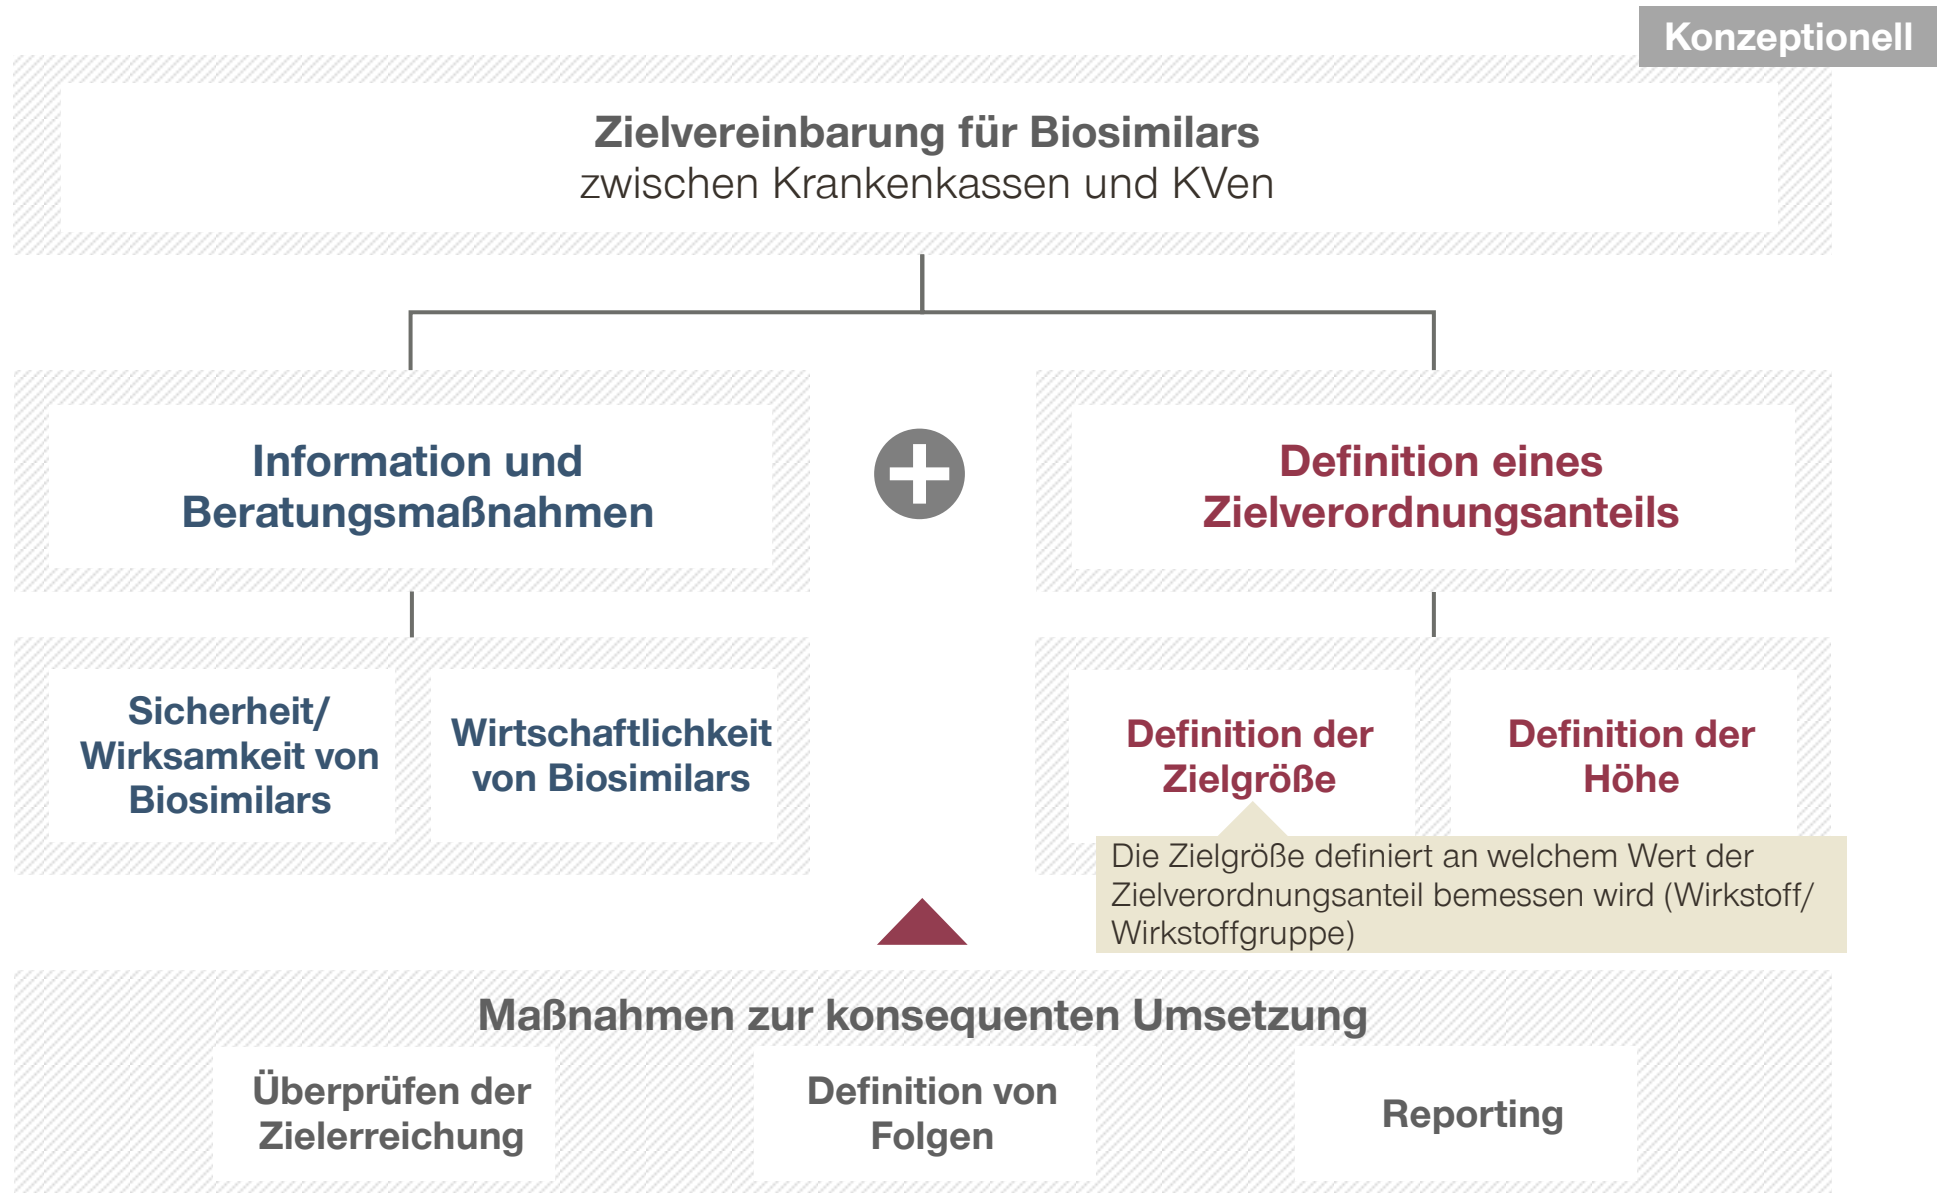 Konzeptionell
Zielvereinbarung für Biosimilars
zwischen Krankenkassen und KVen
Information und
Beratungsmaßnahmen
Definition eines
Zielverordnungsanteils
Sicherheit/
Wirksamkeit von
Biosimilars
Wirtschaftlichkeit
von Biosimilars
Definition der
Zielgröße
Definition der
Höhe
Die Zielgröße definiert an welchem Wert der
Zielverordnungsanteil bemessen wird (Wirkstoff/
Wirkstoffgruppe)
Maßnahmen zur konsequenten Umsetzung
Überprüfen der
Zielerreichung
Definition von
Folgen
Reporting